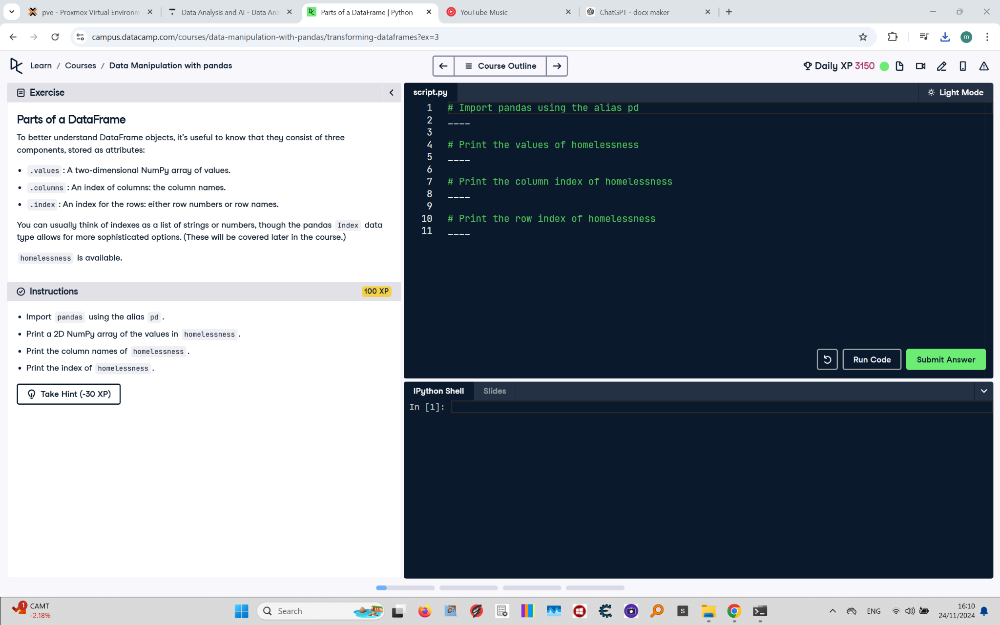 pve - Proxmox Virtual Environm
Data Analysis and AI - Data Ana
Parts of a DataFrame | Python
YouTube Music
ChatGPT - docx maker
campus.datacamp.com/courses/data-manipulation-with-pandas/transforming-dataframes?ex=3
m
Learn / Courses / Data Manipulation with pandas
Course Outline
Daily XP 3150
Exercise
Parts of a DataFrame
To better understand DataFrame objects, it's useful to know that they consist of three
components, stored as attributes:
• .values : A two-dimensional NumPy array of values.
• .columns : An index of columns: the column names.
• .index : An index for the rows: either row numbers or row names.
You can usually think of indexes as a list of strings or numbers, though the pandas Index data
type allows for more sophisticated options. (These will be covered later in the course.)
homelessness is available.
Instructions
100 XP
• Import pandas using the alias pd .
• Print a 2D NumPy array of the values in homelessness .
• Print the column names of homelessness .
• Print the index of homelessness .
Take Hint (-30 XP)
script.py
Light Mode
1 # Import pandas using the alias pd
2 ____
3
4 # Print the values of homelessness
5 ____
6
7 # Print the column index of homelessness
8 ____
9
10 # Print the row index of homelessness
11 ____
Run Code
Submit Answer
IPython Shell
Slides
In [1]:
1
CAMT
-2.18%
Search
S
ENG
16:10
24/11/2024